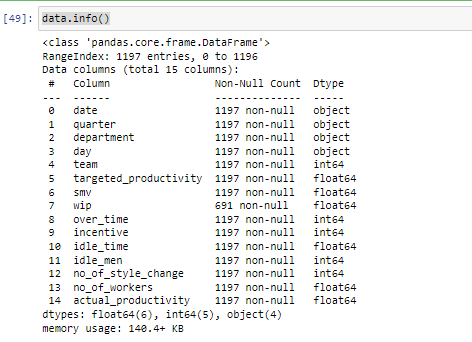 [49]: data.info()
<class 'pandas.core.frame.DataFrame'>
RangeIndex: 1197 entries, 0 to 1196
Data columns (total 15 columns):
 #   Column                 Non-Null Count  Dtype
---  ------                 --------------  -----
 0   date                   1197 non-null   object
 1   quarter                1197 non-null   object
 2   department             1197 non-null   object
 3   day                    1197 non-null   object
 4   team                   1197 non-null   int64
 5   targeted_productivity  1197 non-null   float64
 6   smv                    1197 non-null   float64
 7   wip                    691 non-null    float64
 8   over_time              1197 non-null   int64
 9   incentive              1197 non-null   int64
 10  idle_time              1197 non-null   float64
 11  idle_men               1197 non-null   int64
 12  no_of_style_change     1197 non-null   int64
 13  no_of_workers          1197 non-null   float64
 14  actual_productivity    1197 non-null   float64
dtypes: float64(6), int64(5), object(4)
memory usage: 140.4+ KB